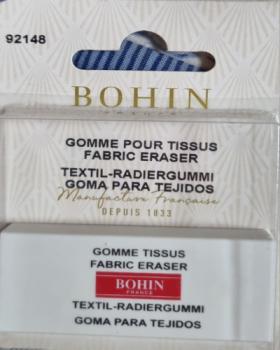 92148
BOHIN
FRANCE
GOMME POUR TISSUS
FABRIC ERASER
TEXTIL-RADIERGUMMI
GOMA PARA TEJIDOS
Manufacture Française
DEPUIS 1833
GOMME TISSUS
FABRIC ERASER
BOHIN
FRANCE
TEXTIL-RADIERGUMMI
GOMA PARA TEJIDOS